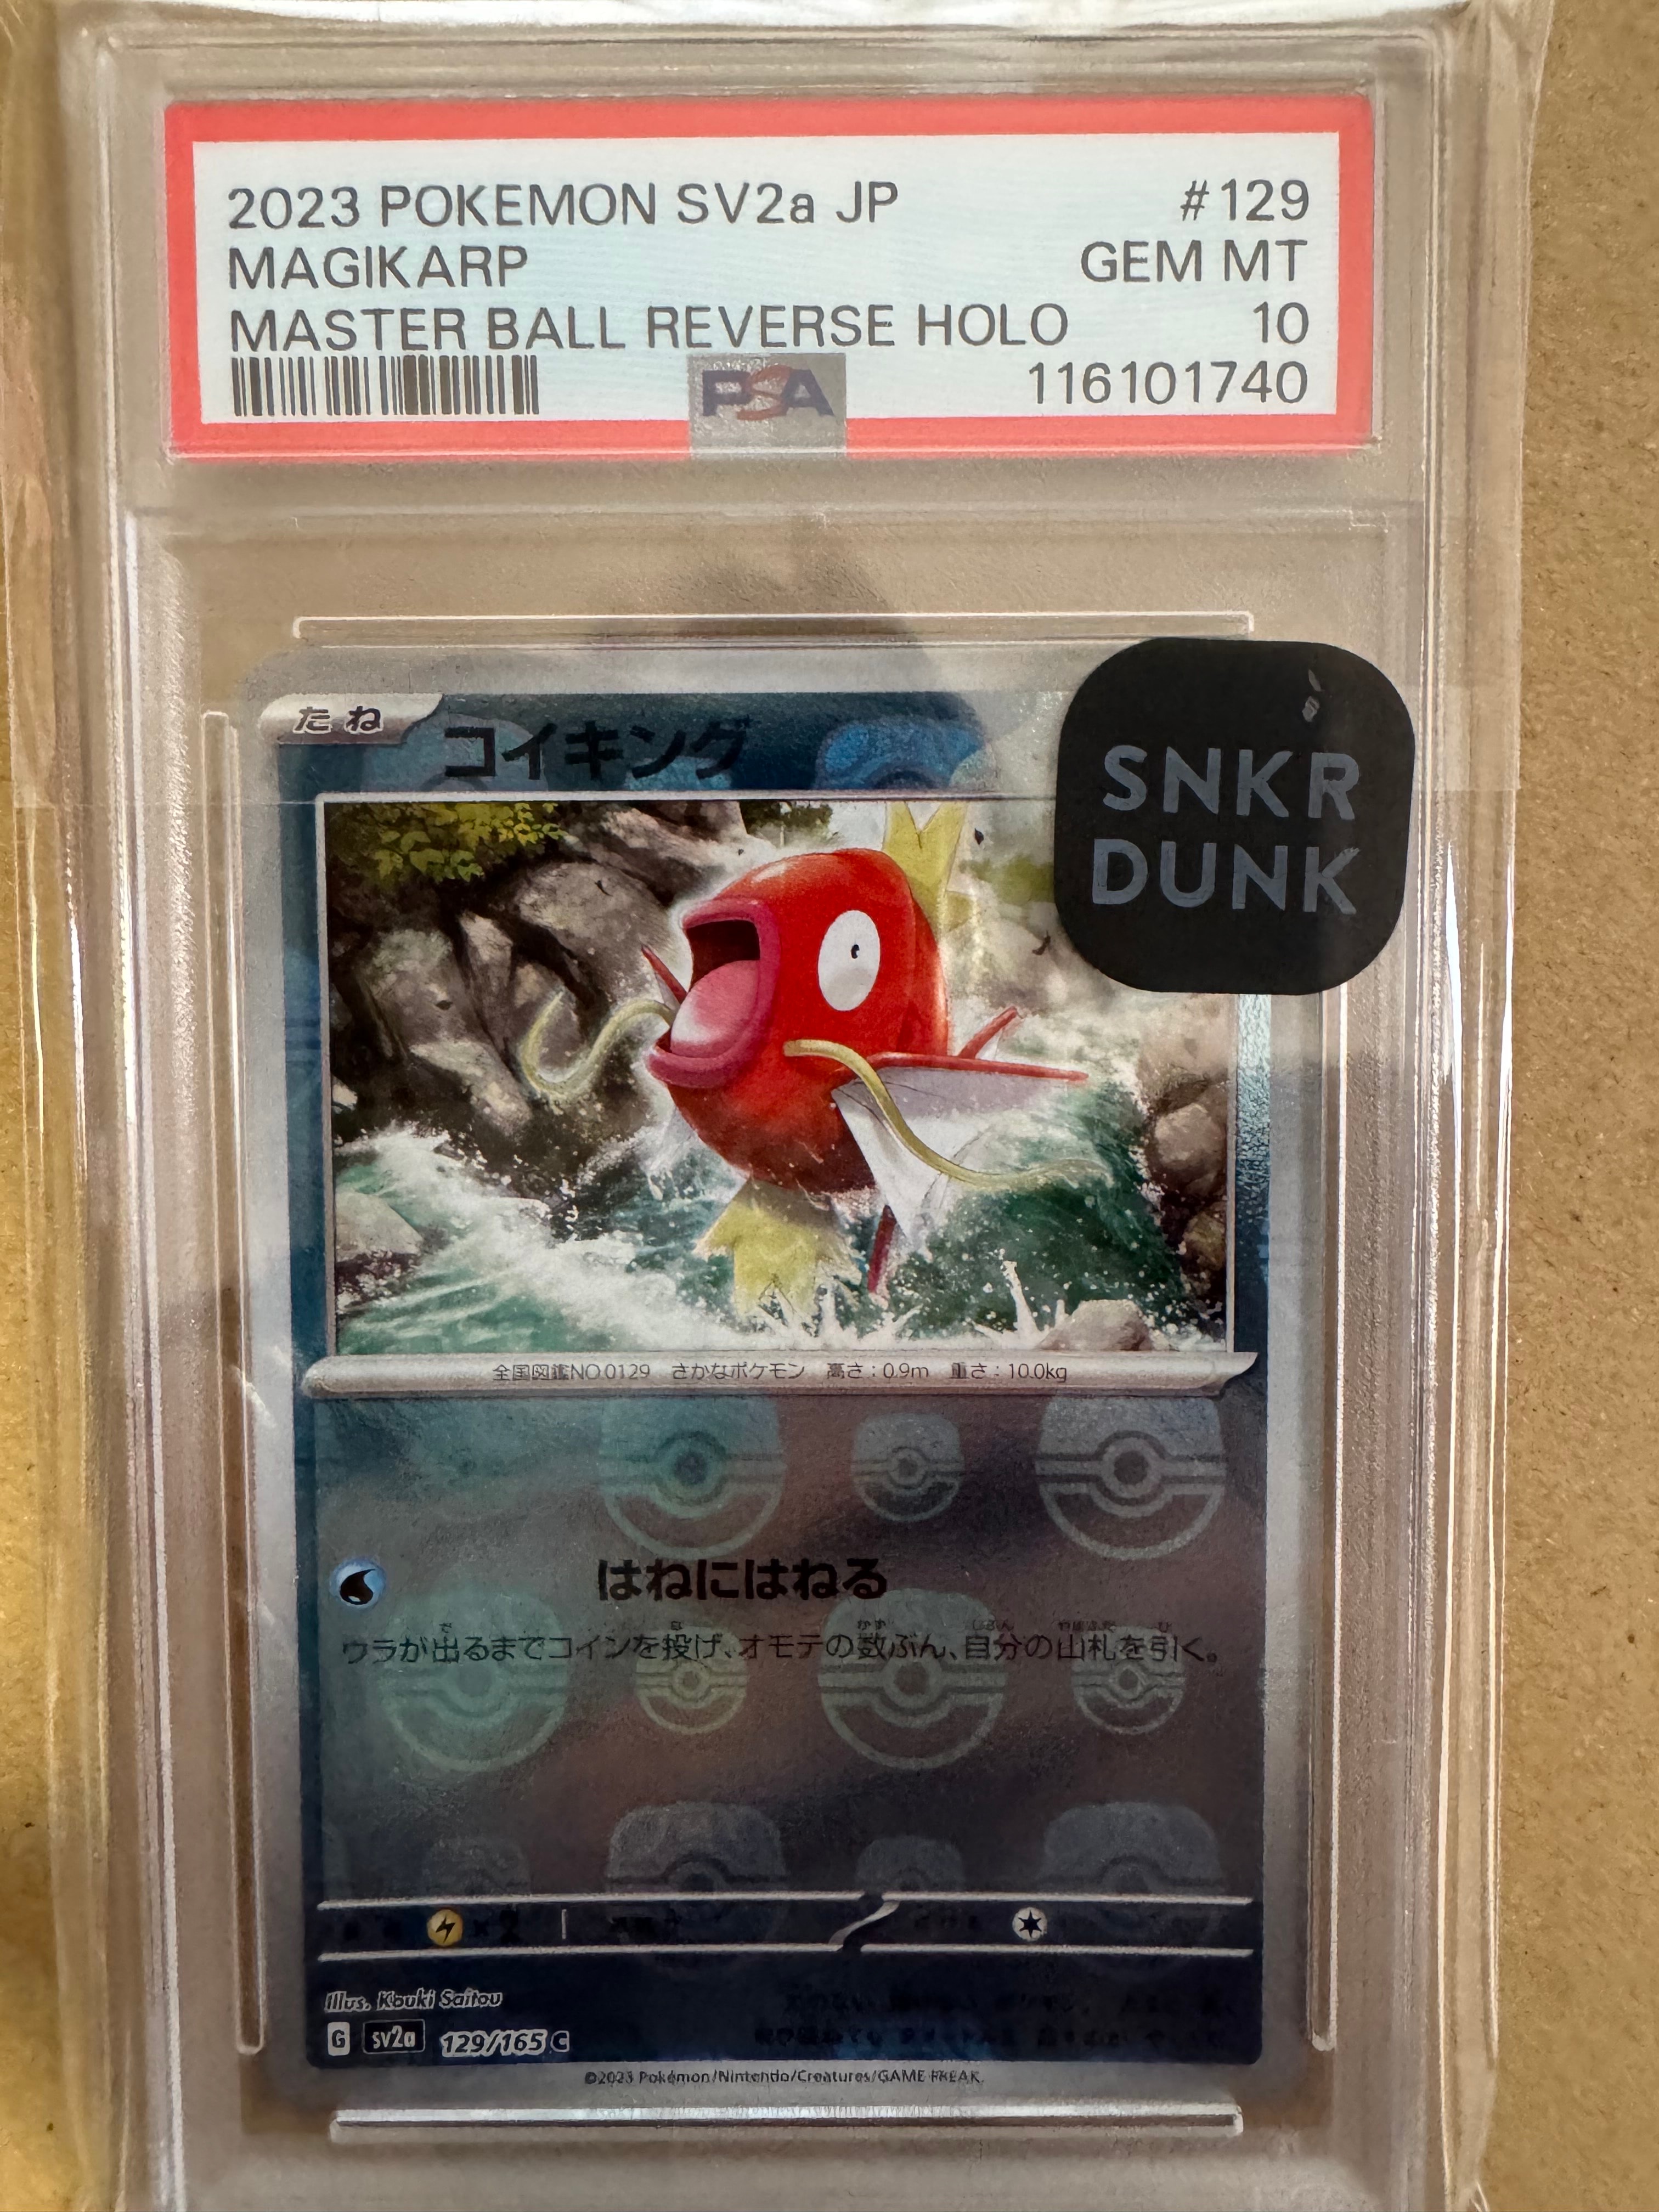 2023 POKEMON SV2a JP #129
MAGIKARP GEM MT
MASTER BALL REVERSE HOLO 10
PSA 116101740
たね コイキング
SNKR
DUNK
全国図鑑NO.0129 さかなポケモン 高さ:0.9m 重さ:10.0kg
はねにはねる
ウラが出るまでコインを投げ、オモテの数ぶん、自分の山札を引く。
Illus. Kouki Saitou
G sv2a 129/165 C
©2023 Pokémon/Nintendo/Creatures/GAME FREAK